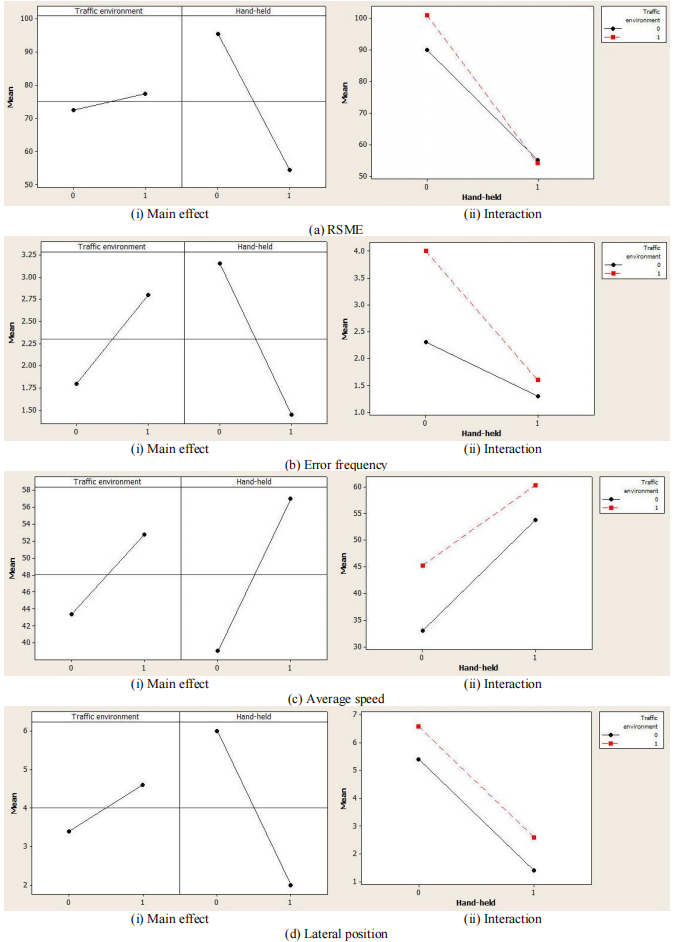 Traffic environment Hand-held
100
90
80
70
60
50
Mean
0 1 0 1
(i) Main effect
Traffic
environment
0
1
100
90
80
70
60
50
Mean
0 1
Hand-held
(ii) Interaction
(a) RSME
Traffic environment Hand-held
3.25
3.00
2.75
2.50
2.25
2.00
1.75
1.50
Mean
0 1 0 1
(i) Main effect
Traffic
environment
0
1
4.0
3.5
3.0
2.5
2.0
1.5
1.0
Mean
0 1
Hand-held
(ii) Interaction
(b) Error frequency
Traffic environment Hand-held
58
56
54
52
50
48
46
44
42
40
Mean
0 1 0 1
(i) Main effect
Traffic
environment
0
1
60
55
50
45
40
35
30
Mean
0 1
Hand-held
(ii) Interaction
(c) Average speed
Traffic environment Hand-held
6
5
4
3
2
Mean
0 1 0 1
(i) Main effect
Traffic
environment
0
1
7
6
5
4
3
2
1
Mean
0 1
Hand-held
(ii) Interaction
(d) Lateral position